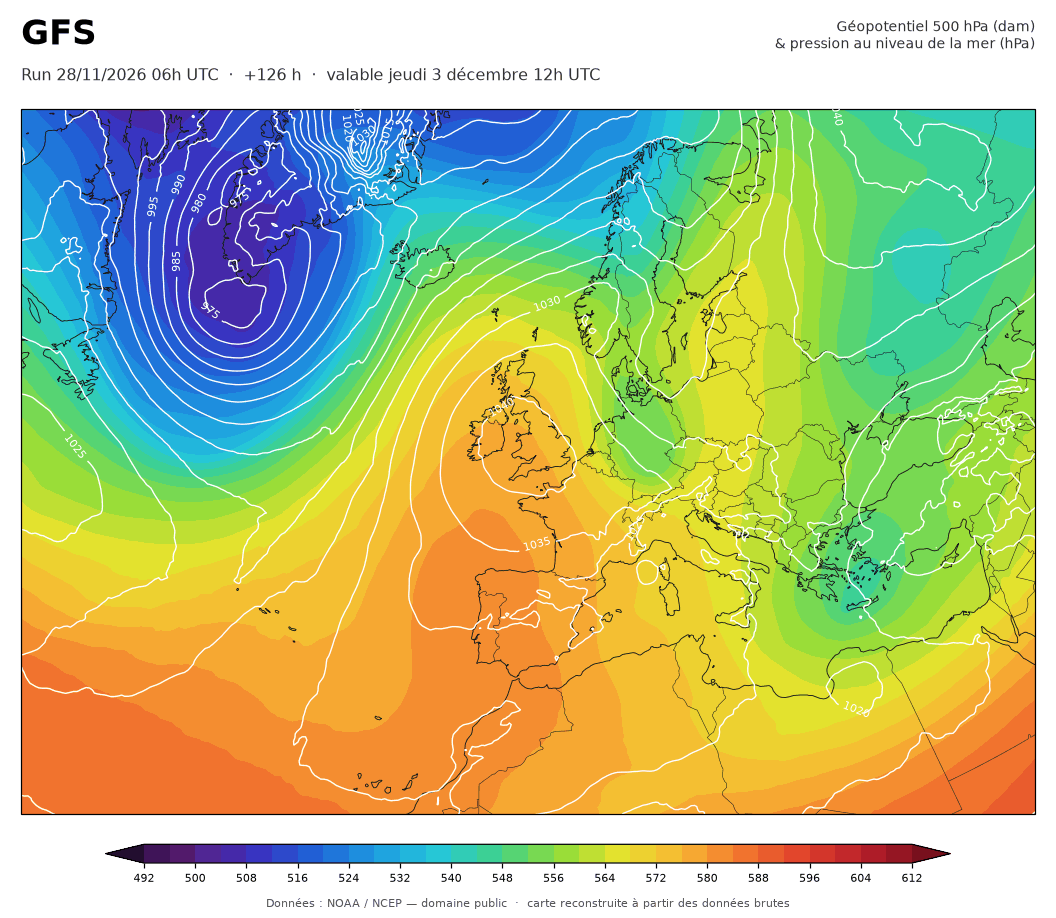 GFS
Géopotentiel 500 hPa (dam)
& pression au niveau de la mer (hPa)
Run 28/11/2026 06h UTC · +126 h · valable jeudi 3 décembre 12h UTC
1020
1015
1030
990
995
980
975
985
975
1030
1025
1035
1020
492 500 508 516 524 532 540 548 556 564 572 580 588 596 604 612
Données : NOAA / NCEP — domaine public · carte reconstruite à partir des données brutes